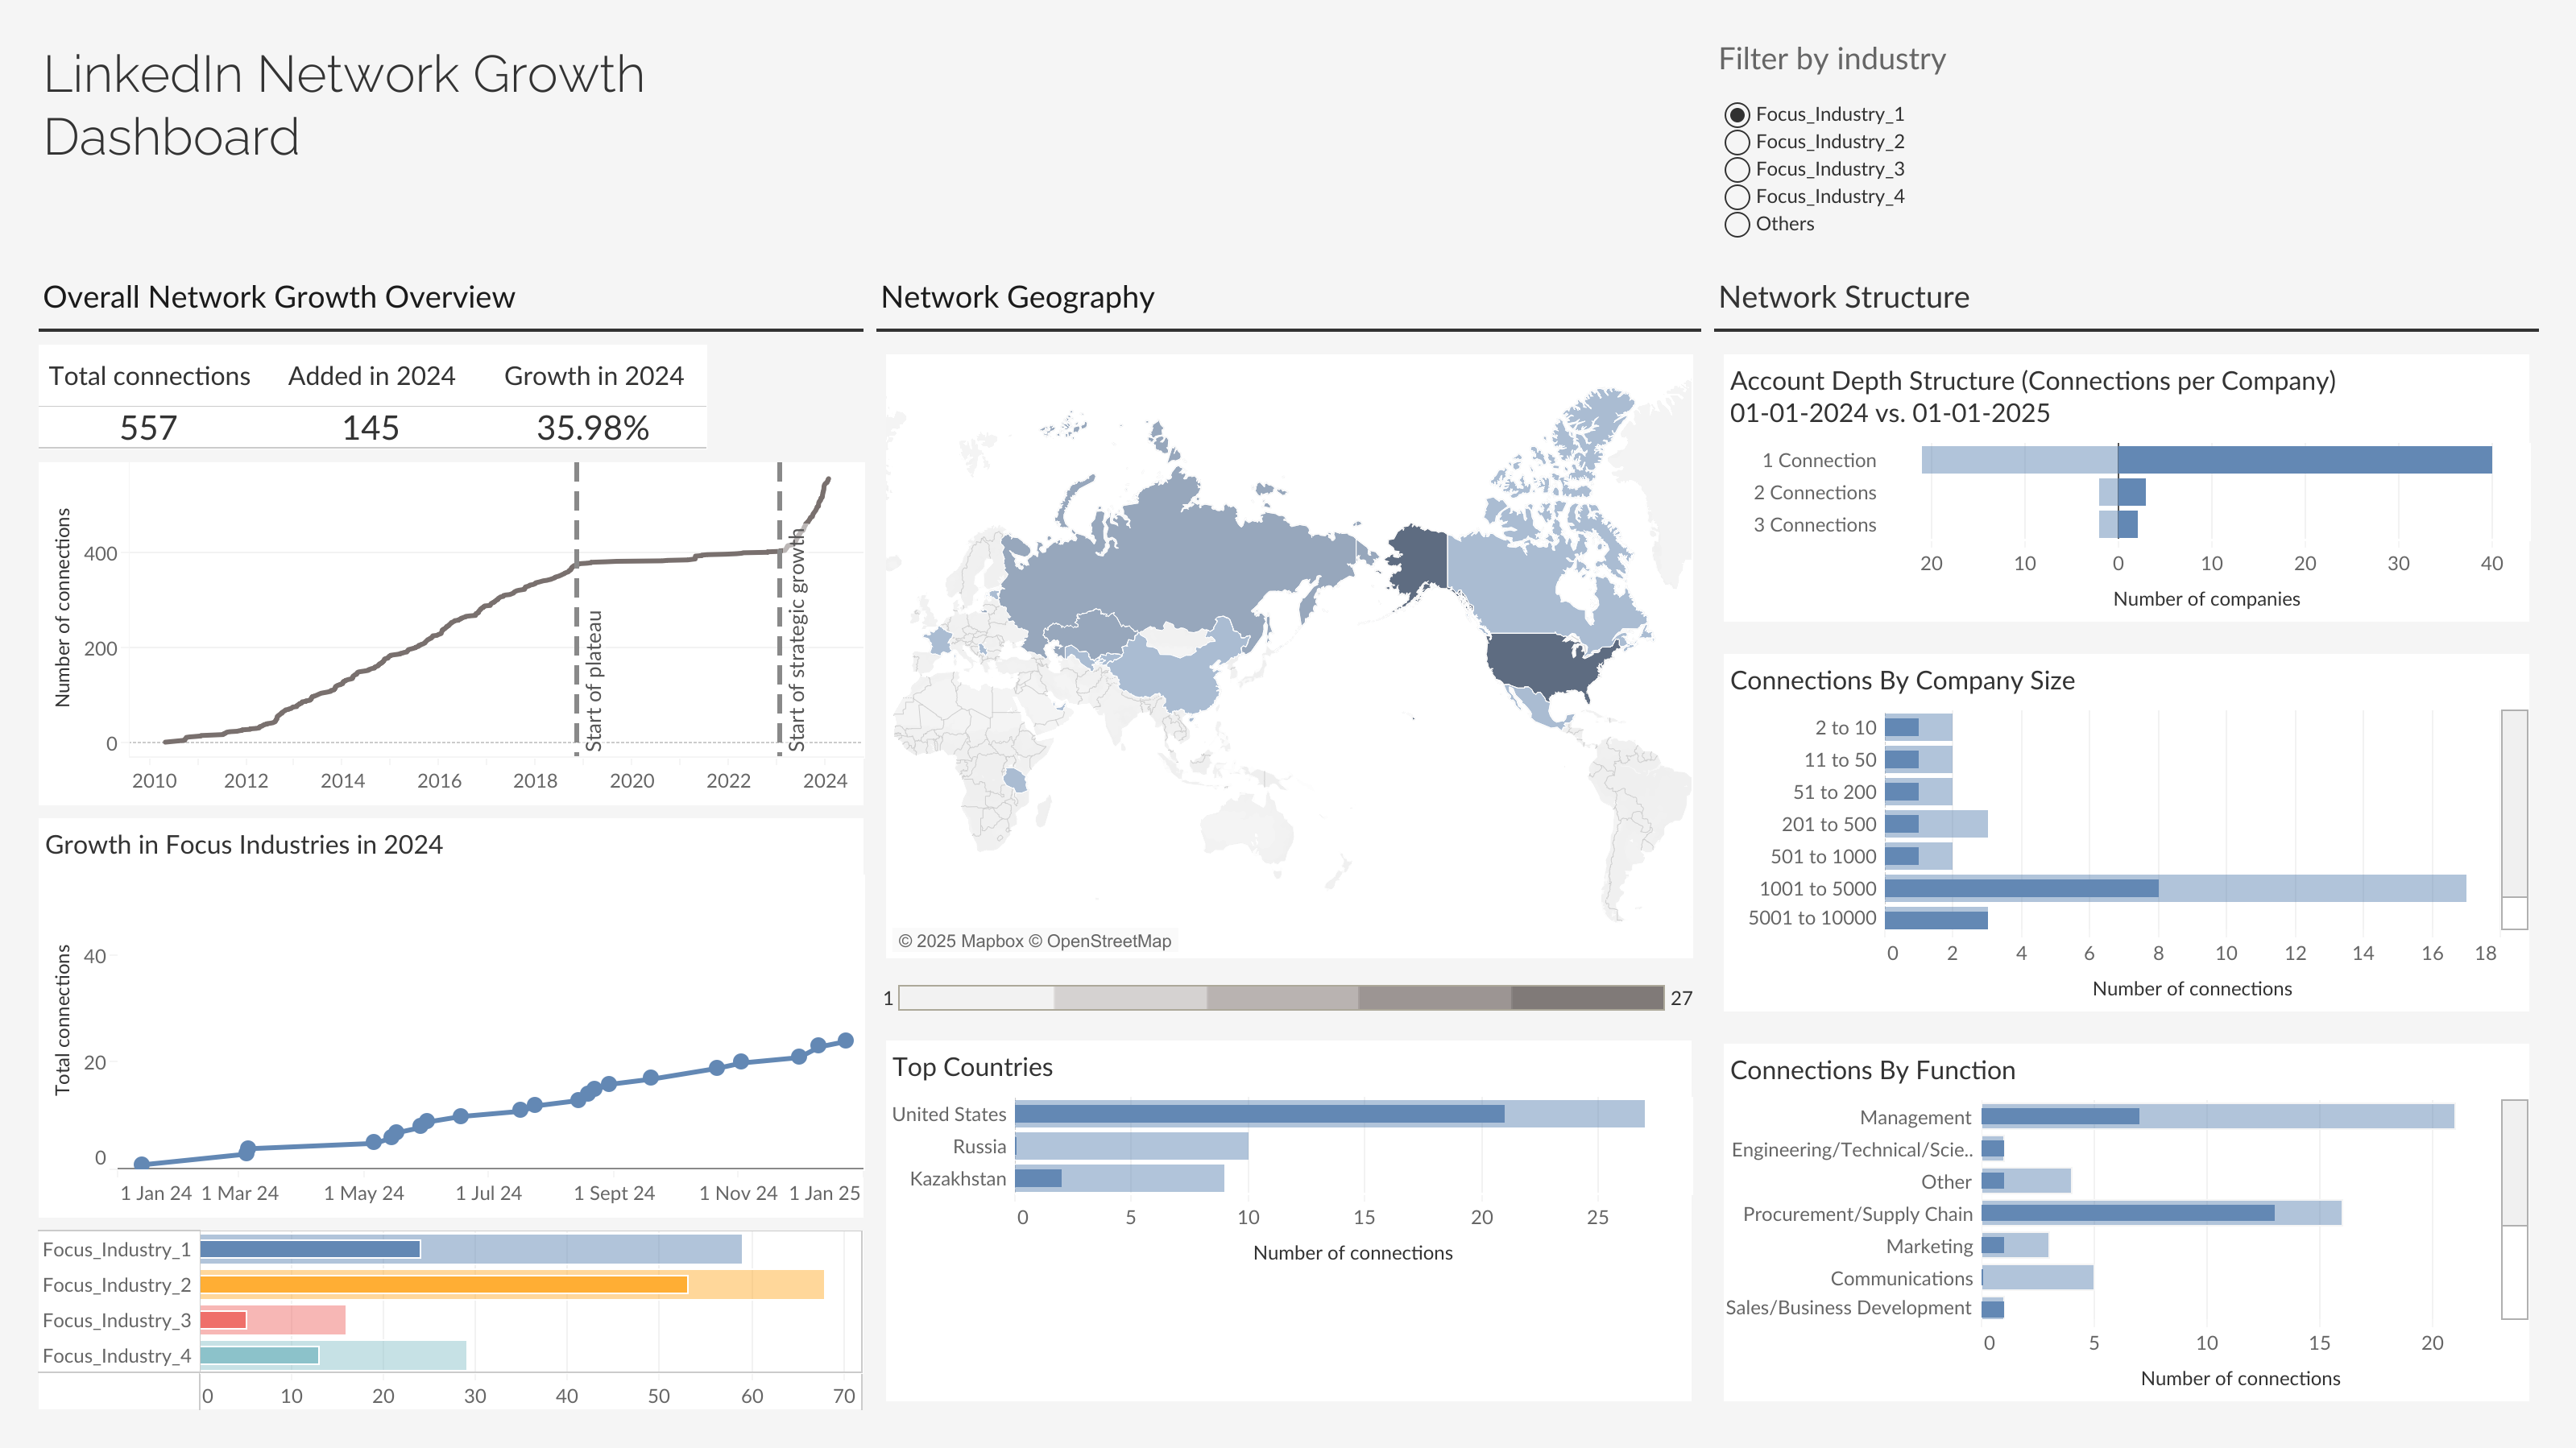 LinkedIn Network Growth
Dashboard
Filter by industry
Focus_Industry_1
Focus_Industry_2
Focus_Industry_3
Focus_Industry_4
Others
Overall Network Growth Overview
Total connections Added in 2024 Growth in 2024
557 145 35.98%
Number of connections
400
200
0
Start of plateau
Start of strategic growth
2010 2012 2014 2016 2018 2020 2022 2024
Growth in Focus Industries in 2024
Total connections
40
20
0
1 Jan 24 1 Mar 24 1 May 24 1 Jul 24 1 Sept 24 1 Nov 24 1 Jan 25
Focus_Industry_1
Focus_Industry_2
Focus_Industry_3
Focus_Industry_4
0 10 20 30 40 50 60 70
Network Geography
© 2025 Mapbox © OpenStreetMap
1 27
Top Countries
United States
Russia
Kazakhstan
0 5 10 15 20 25
Number of connections
Network Structure
Account Depth Structure (Connections per Company)
01-01-2024 vs. 01-01-2025
1 Connection
2 Connections
3 Connections
20 10 0 10 20 30 40
Number of companies
Connections By Company Size
2 to 10
11 to 50
51 to 200
201 to 500
501 to 1000
1001 to 5000
5001 to 10000
0 2 4 6 8 10 12 14 16 18
Number of connections
Connections By Function
Management
Engineering/Technical/Scie..
Other
Procurement/Supply Chain
Marketing
Communications
Sales/Business Development
0 5 10 15 20
Number of connections